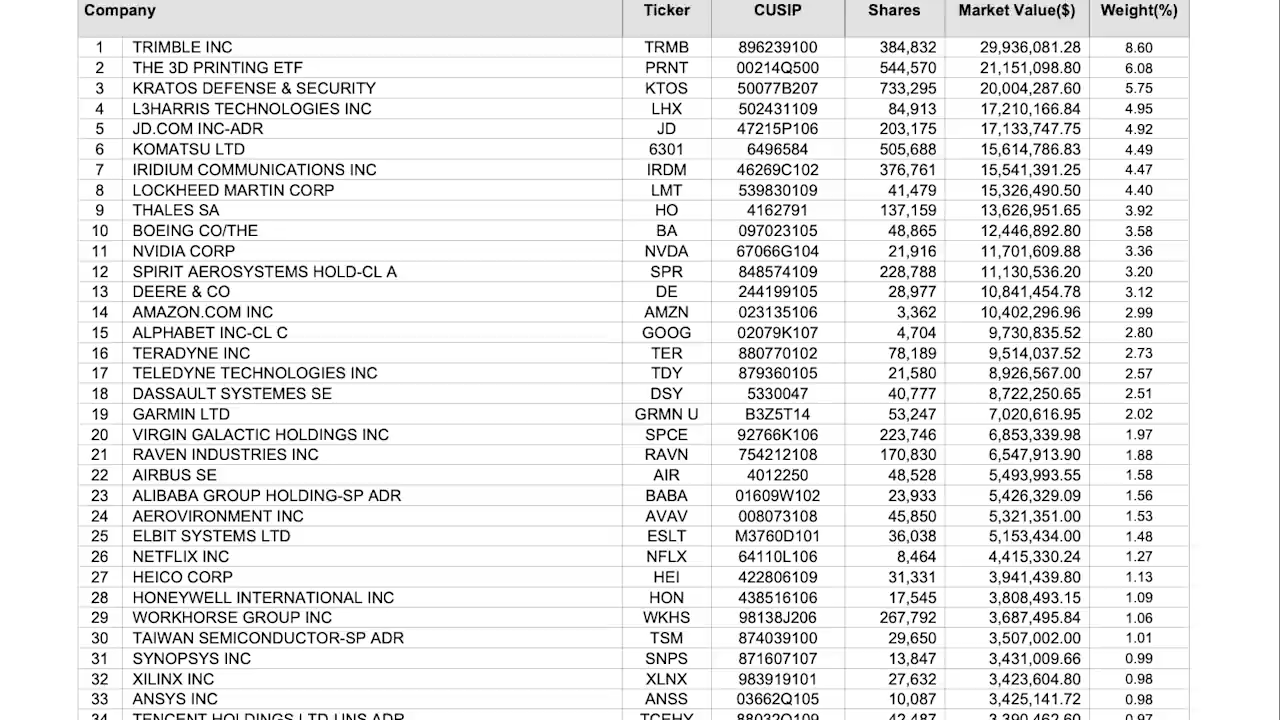 Company Ticker CUSIP Shares Market Value($) Weight(%)
1 TRIMBLE INC TRMB 896239100 384,832 29,936,081.28 8.60
2 THE 3D PRINTING ETF PRNT 00214Q500 544,570 21,151,098.80 6.08
3 KRATOS DEFENSE & SECURITY KTOS 50077B207 733,295 20,004,287.60 5.75
4 L3HARRIS TECHNOLOGIES INC LHX 502431109 84,913 17,210,166.84 4.95
5 JD.COM INC-ADR JD 47215P106 203,175 17,133,747.75 4.92
6 KOMATSU LTD 6301 6496584 505,688 15,614,786.83 4.49
7 IRIDIUM COMMUNICATIONS INC IRDM 46269C102 376,761 15,541,391.25 4.47
8 LOCKHEED MARTIN CORP LMT 539830109 41,479 15,326,490.50 4.40
9 THALES SA HO 4162791 137,159 13,626,951.65 3.92
10 BOEING CO/THE BA 097023105 48,865 12,446,892.80 3.58
11 NVIDIA CORP NVDA 67066G104 21,916 11,701,609.88 3.36
12 SPIRIT AEROSYSTEMS HOLD-CL A SPR 848574109 228,788 11,130,536.20 3.20
13 DEERE & CO DE 244199105 28,977 10,841,454.78 3.12
14 AMAZON.COM INC AMZN 023135106 3,362 10,402,296.96 2.99
15 ALPHABET INC-CL C GOOG 02079K107 4,704 9,730,835.52 2.80
16 TERADYNE INC TER 880770102 78,189 9,514,037.52 2.73
17 TELEDYNE TECHNOLOGIES INC TDY 879360105 21,580 8,926,567.00 2.57
18 DASSAULT SYSTEMES SE DSY 5330047 40,777 8,722,250.65 2.51
19 GARMIN LTD GRMN U B3Z5T14 53,247 7,020,616.95 2.02
20 VIRGIN GALACTIC HOLDINGS INC SPCE 92766K106 223,746 6,853,339.98 1.97
21 RAVEN INDUSTRIES INC RAVN 754212108 170,830 6,547,913.90 1.88
22 AIRBUS SE AIR 4012250 48,528 5,493,993.55 1.58
23 ALIBABA GROUP HOLDING-SP ADR BABA 01609W102 23,933 5,426,329.09 1.56
24 AEROVIRONMENT INC AVAV 008073108 45,850 5,321,351.00 1.53
25 ELBIT SYSTEMS LTD ESLT M3760D101 36,038 5,153,434.00 1.48
26 NETFLIX INC NFLX 64110L106 8,464 4,415,330.24 1.27
27 HEICO CORP HEI 422806109 31,331 3,941,439.80 1.13
28 HONEYWELL INTERNATIONAL INC HON 438516106 17,545 3,808,493.15 1.09
29 WORKHORSE GROUP INC WKHS 98138J206 267,792 3,687,495.84 1.06
30 TAIWAN SEMICONDUCTOR-SP ADR TSM 874039100 29,650 3,507,002.00 1.01
31 SYNOPSYS INC SNPS 871607107 13,847 3,431,009.66 0.99
32 XILINX INC XLNX 983919101 27,632 3,423,604.80 0.98
33 ANSYS INC ANSS 03662Q105 10,087 3,425,141.72 0.98
34 TENCENT HOLDINGS LTD-UNS ADR TCEHY 88032Q109 42,487 3,390,462.60 0.97